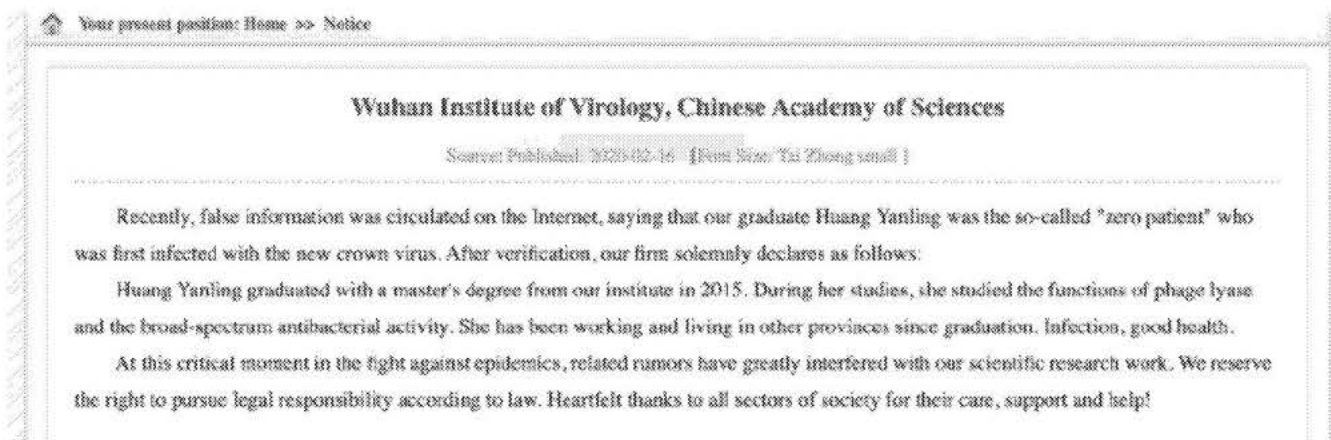 Your present position: Home >> Notice
Wuhan Institute of Virology, Chinese Academy of Sciences
Source: Published: 2020-02-16 [Font Size: Tai Zhong small ]
Recently, false information was circulated on the Internet, saying that our graduate Huang Yanling was the so-called "zero patient" who
was first infected with the new crown virus. After verification, our firm solemnly declares as follows:
Huang Yanling graduated with a master's degree from our institute in 2015. During her studies, she studied the functions of phage lyase
and the broad-spectrum antibacterial activity. She has been working and living in other provinces since graduation. Infection, good health.
At this critical moment in the fight against epidemics, related rumors have greatly interfered with our scientific research work. We reserve
the right to pursue legal responsibility according to law. Heartfelt thanks to all sectors of society for their care, support and help!